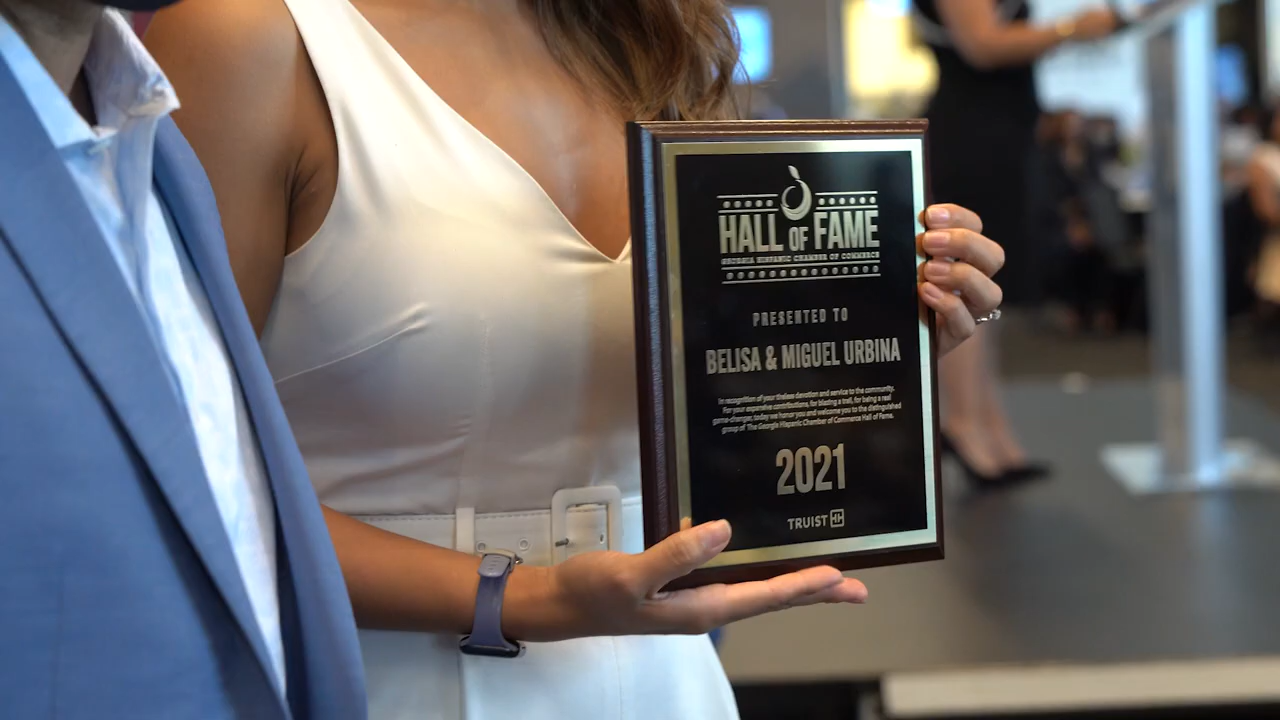 HALL OF FAME
GEORGIA HISPANIC CHAMBER OF COMMERCE
PRESENTED TO
BELISA & MIGUEL URBINA
In recognition of your tireless devotion and service to the community.
For your expansive contributions, for blazing a trail, for being a real
game-changer, today we honor you and welcome you to the distinguished
group of The Georgia Hispanic Chamber of Commerce Hall of Fame.
2021
TRUIST